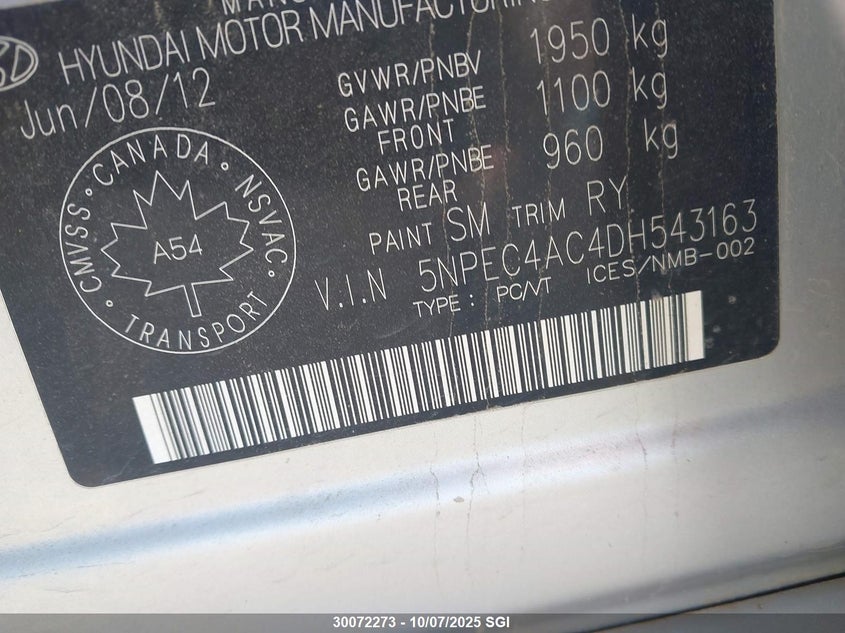 HYUNDAI MOTOR
Jun/08/12
GVWR/PNBV 1950 kg
GAWR/PNBE FRONT 1100 kg
GAWR/PNBE REAR 960 kg
PAINT SM TRIM RY
V.I.N 5NPEC4AC4DH543163
TYPE : PC/VT ICES/NMB-002
CANADA
CMVSS NSVAC
A54
TRANSPORT
30072273 - 10/07/2025 SGI